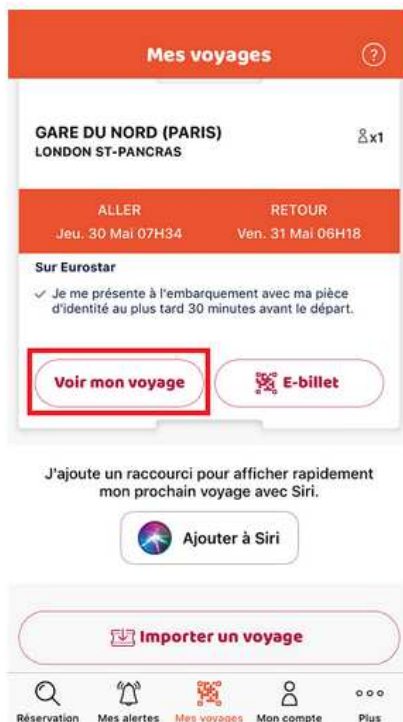 Mes voyages ?
GARE DU NORD (PARIS) x1
LONDON ST-PANCRAS
ALLER RETOUR
Jeu. 30 Mai 07H34 Ven. 31 Mai 06H18
Sur Eurostar
✓ Je me présente à l'embarquement avec ma pièce
d'identité au plus tard 30 minutes avant le départ.
Voir mon voyage E-billet
J'ajoute un raccourci pour afficher rapidement
mon prochain voyage avec Siri.
Ajouter à Siri
Importer un voyage
Réservation Mes alertes Mes voyages Mon compte Plus